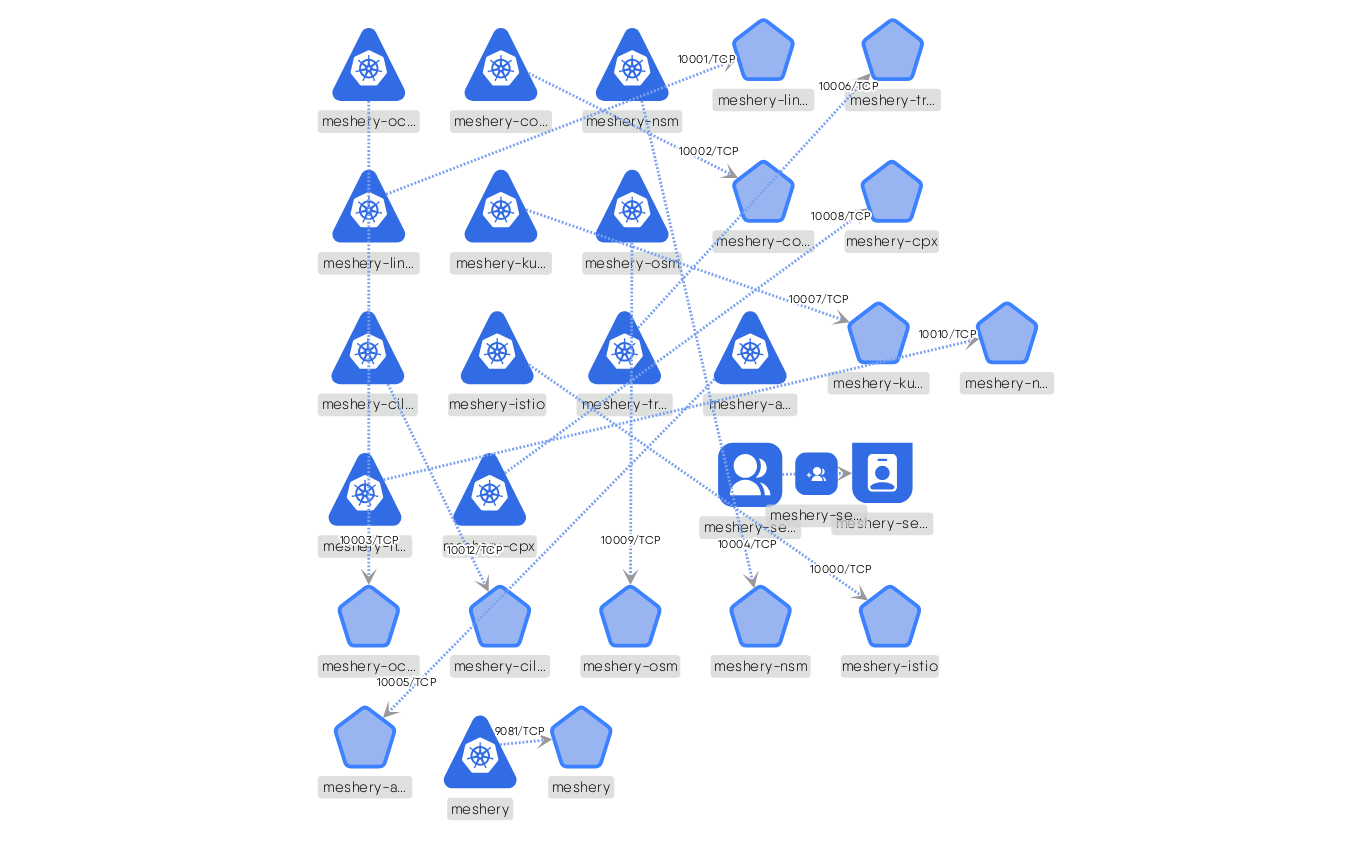 10001/TCP
10006/TCP
meshery-lin...
meshery-tr...
meshery-oc...
meshery-co...
meshery-nsm
10002/TCP
10008/TCP
meshery-co...
meshery-cpx
meshery-lin...
meshery-ku...
meshery-osm
10007/TCP
10010/TCP
meshery-ku...
meshery-n...
meshery-cil...
meshery-istio
meshery-tr...
meshery-a...
meshery-se...
meshery-se...
meshery-se...
10003/TCP
meshery-n...
10012/TCP
meshery-cpx
10009/TCP
10004/TCP
10000/TCP
meshery-oc...
meshery-cil...
meshery-osm
meshery-nsm
meshery-istio
10005/TCP
9081/TCP
meshery-a...
meshery
meshery